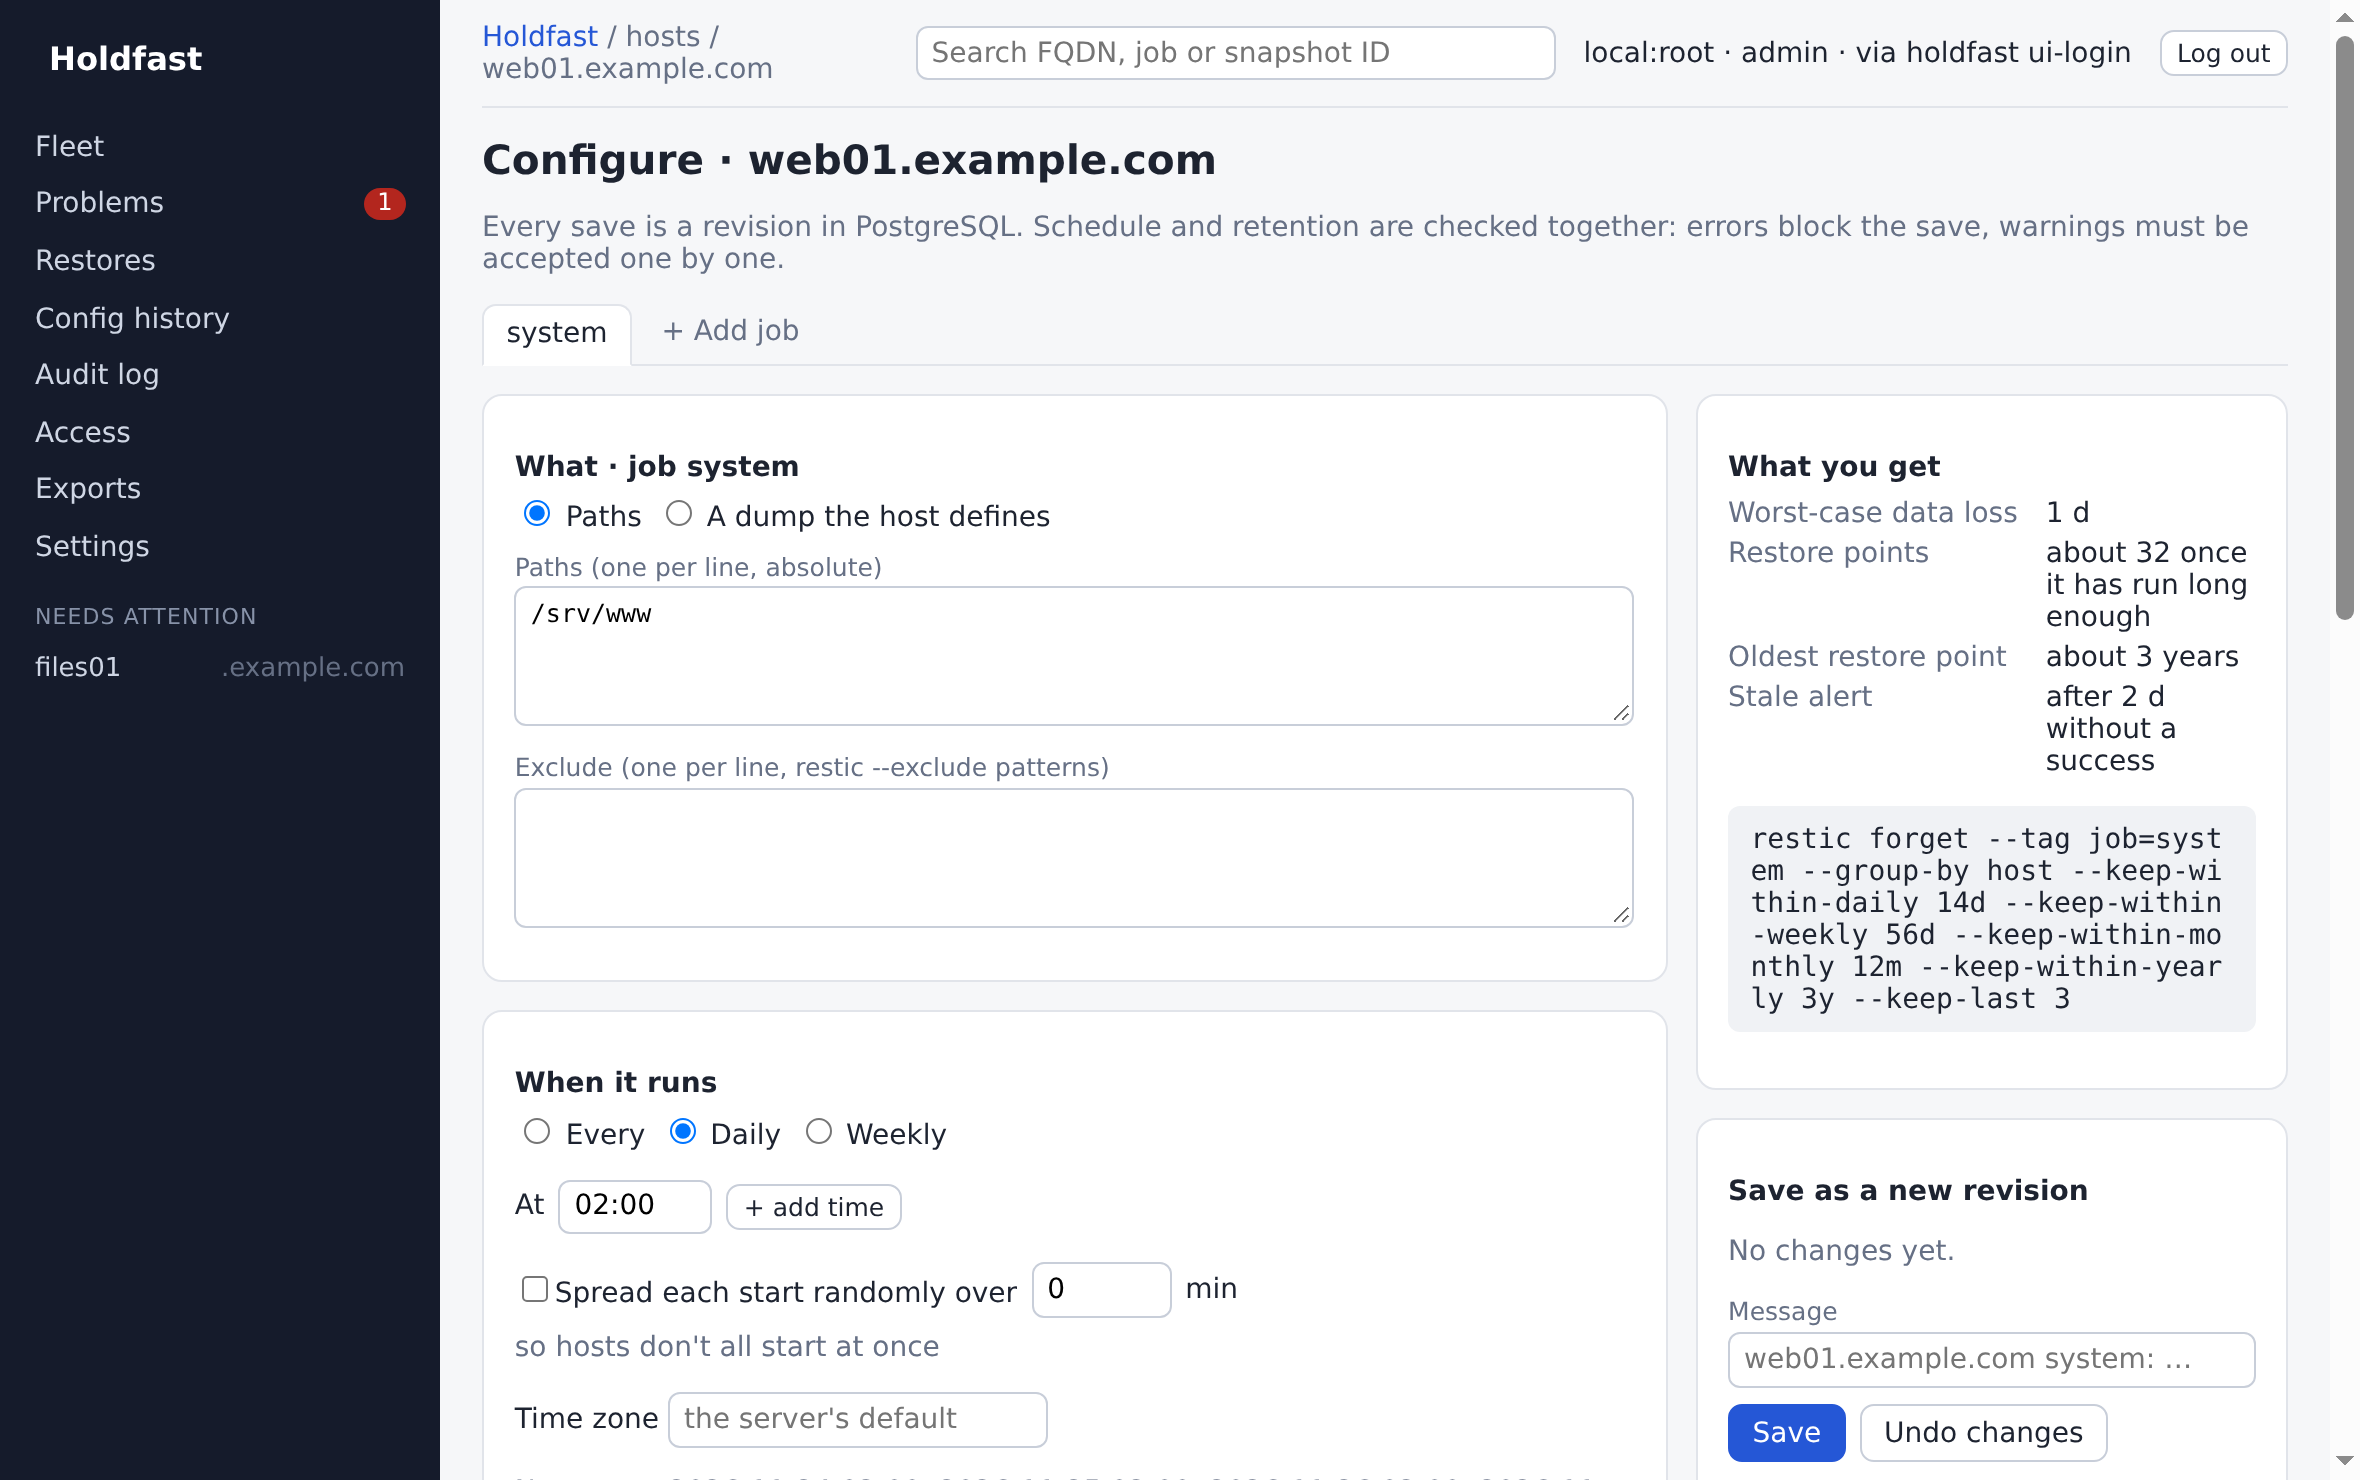 Holdfast
Fleet
Problems 1
Restores
Config history
Audit log
Access
Exports
Settings
NEEDS ATTENTION
files01 .example.com
Holdfast / hosts /
web01.example.com
Search FQDN, job or snapshot ID
local:root · admin · via holdfast ui-login
Log out
Configure · web01.example.com
Every save is a revision in PostgreSQL. Schedule and retention are checked together: errors block the save, warnings must be
accepted one by one.
system + Add job
What · job system
Paths A dump the host defines
Paths (one per line, absolute)
/srv/www
Exclude (one per line, restic --exclude patterns)
When it runs
Every Daily Weekly
At 02:00 + add time
Spread each start randomly over 0 min
so hosts don't all start at once
Time zone the server's default
What you get
Worst-case data loss 1 d
Restore points about 32 once
it has run long
enough
Oldest restore point about 3 years
Stale alert after 2 d
without a
success
restic forget --tag job=syst
em --group-by host --keep-wi
thin-daily 14d --keep-within
-weekly 56d --keep-within-mo
nthly 12m --keep-within-year
ly 3y --keep-last 3
Save as a new revision
No changes yet.
Message
web01.example.com system: …
Save Undo changes